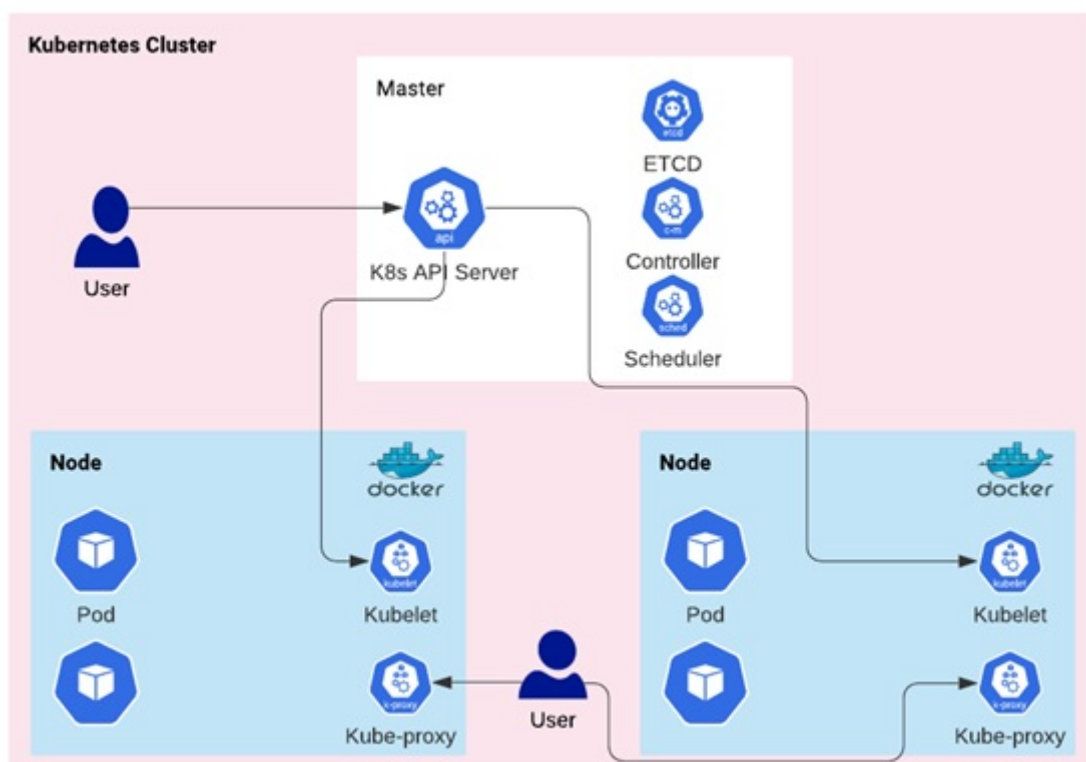 Kubernetes Cluster
Master
etcd
ETCD
c-m
Controller
sched
Scheduler
api
K8s API Server
User
Node
docker
Pod
kubelet
Kubelet
k-proxy
Kube-proxy
User
Node
docker
Pod
kubelet
Kubelet
k-proxy
Kube-proxy